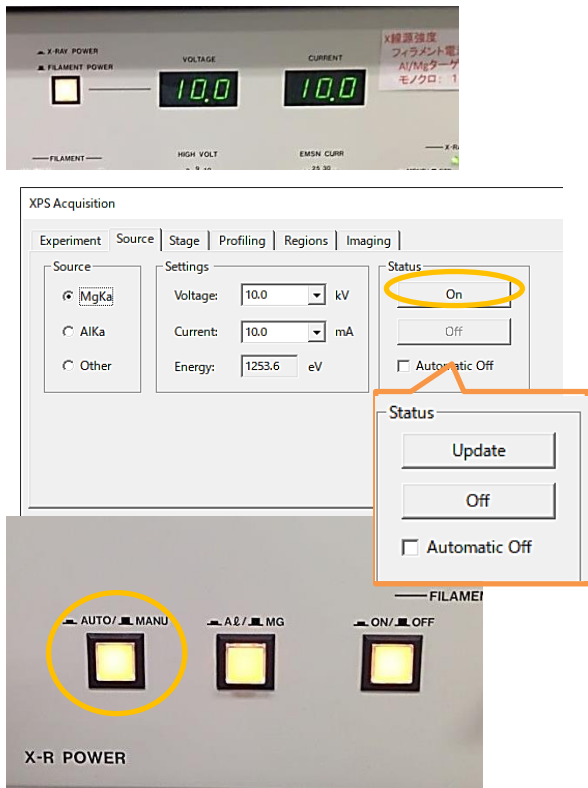 X-RAY POWER
FILAMENT POWER
VOLTAGE
CURRENT
10.0
10.0
X線源強度
フィラメント電
Al/Mgターゲ
モノクロ: 1
FILAMENT
HIGH VOLT
EMSN CURR
25 30
XPS Acquisition
Experiment Source Stage Profiling Regions Imaging
Source
MgKa
AlKa
Other
Settings
Voltage: 10.0 kV
Current: 10.0 mA
Energy: 1253.6 eV
Status
On
Off
Automatic Off
Status
Update
Off
Automatic Off
FILAME
AUTO/ MANU
Aℓ/ MG
ON/ OFF
X-R POWER